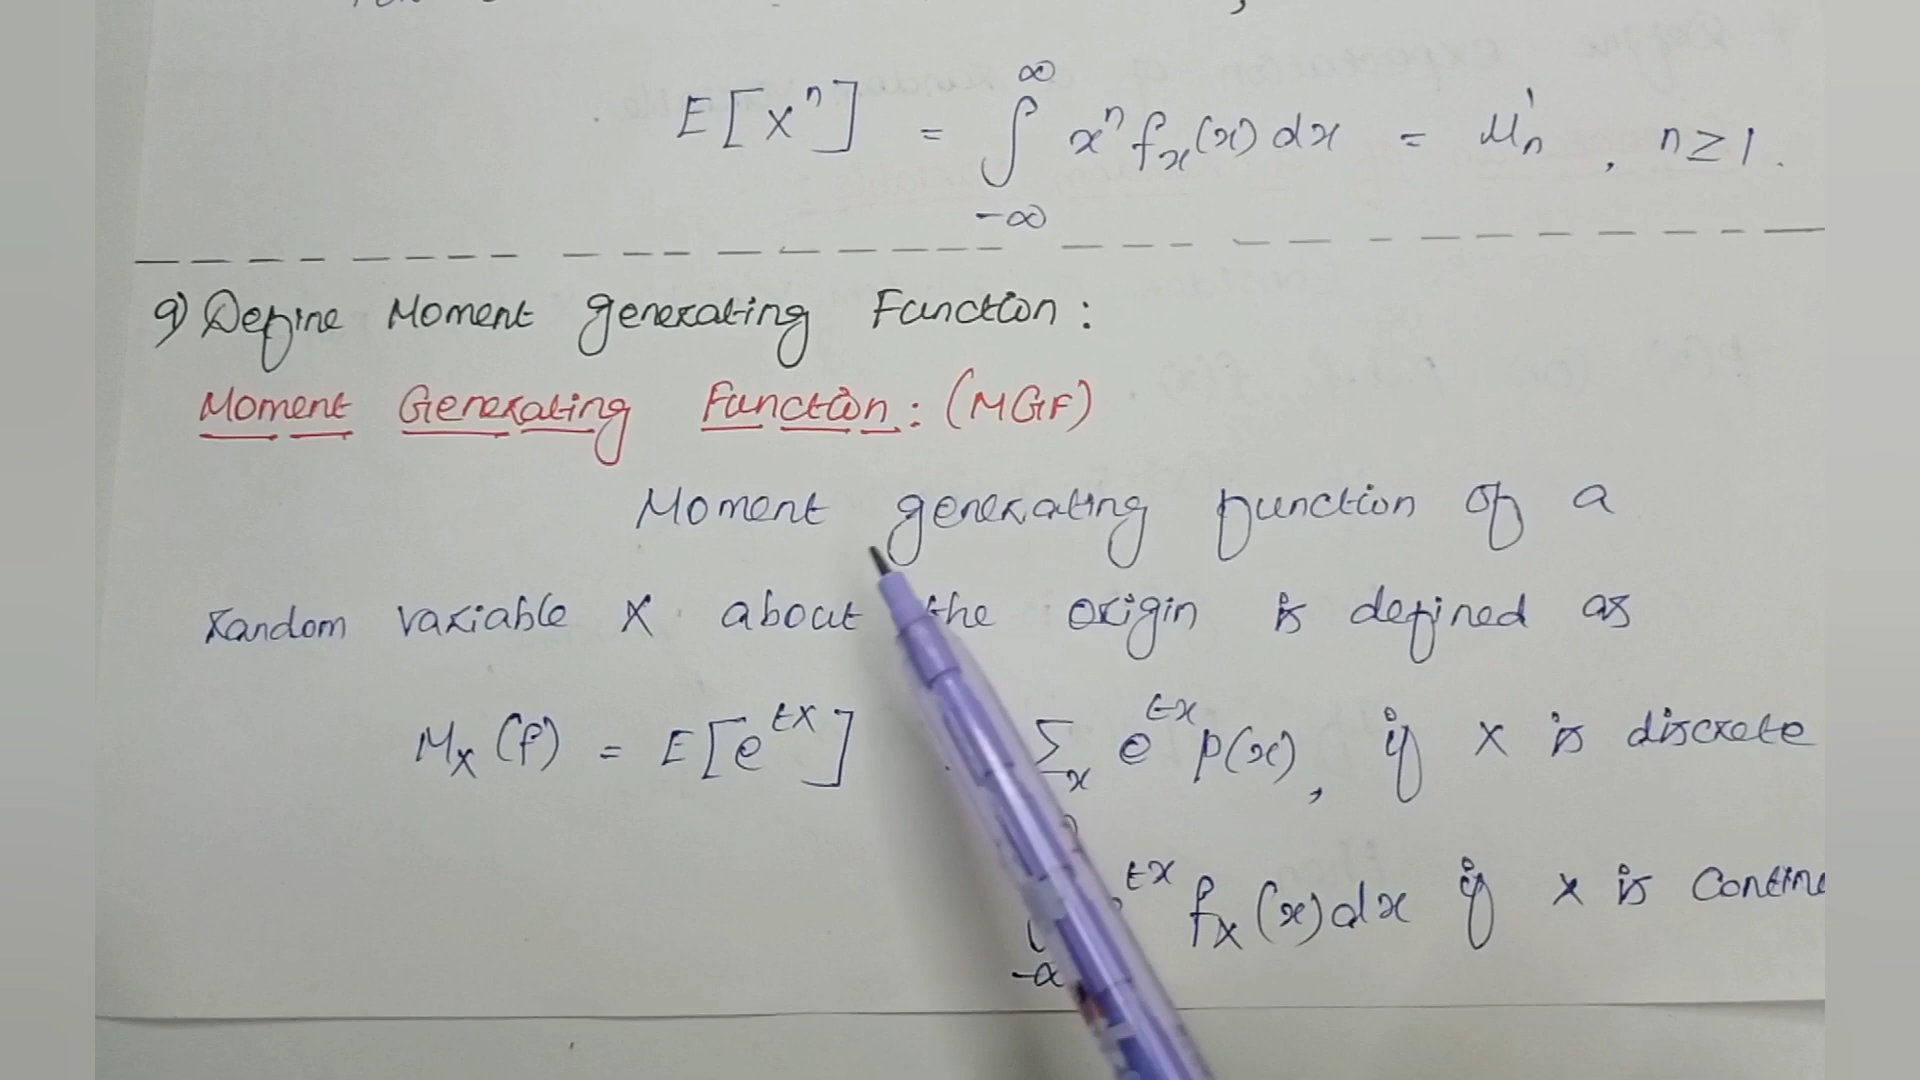 E[X^n] = ∫_{-∞}^{∞} x^n f_x(x) dx = μ'_n , n ≥ 1.
9) Define Moment generating Function :
Moment Generating Function : (MGF)
Moment generating function of a
random variable X about the origin is defined as
M_X(t) = E[e^{tX}] Σ_x e^{tx} p(x), if X is discrete
e^{tx} f_X(x) dx if X is